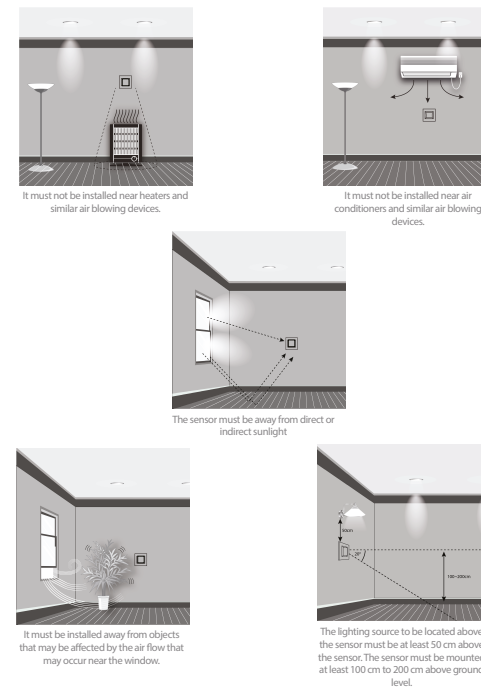 It must not be installed near heaters and
similar air blowing devices.
It must not be installed near air
conditioners and similar air blowing
devices.
The sensor must be away from direct or
indirect sunlight
It must be installed away from objects
that may be affected by the air flow that
may occur near the window.
50cm
20°
100~200cm
The lighting source to be located above
the sensor must be at least 50 cm above
the sensor. The sensor must be mounted
at least 100 cm to 200 cm above ground
level.